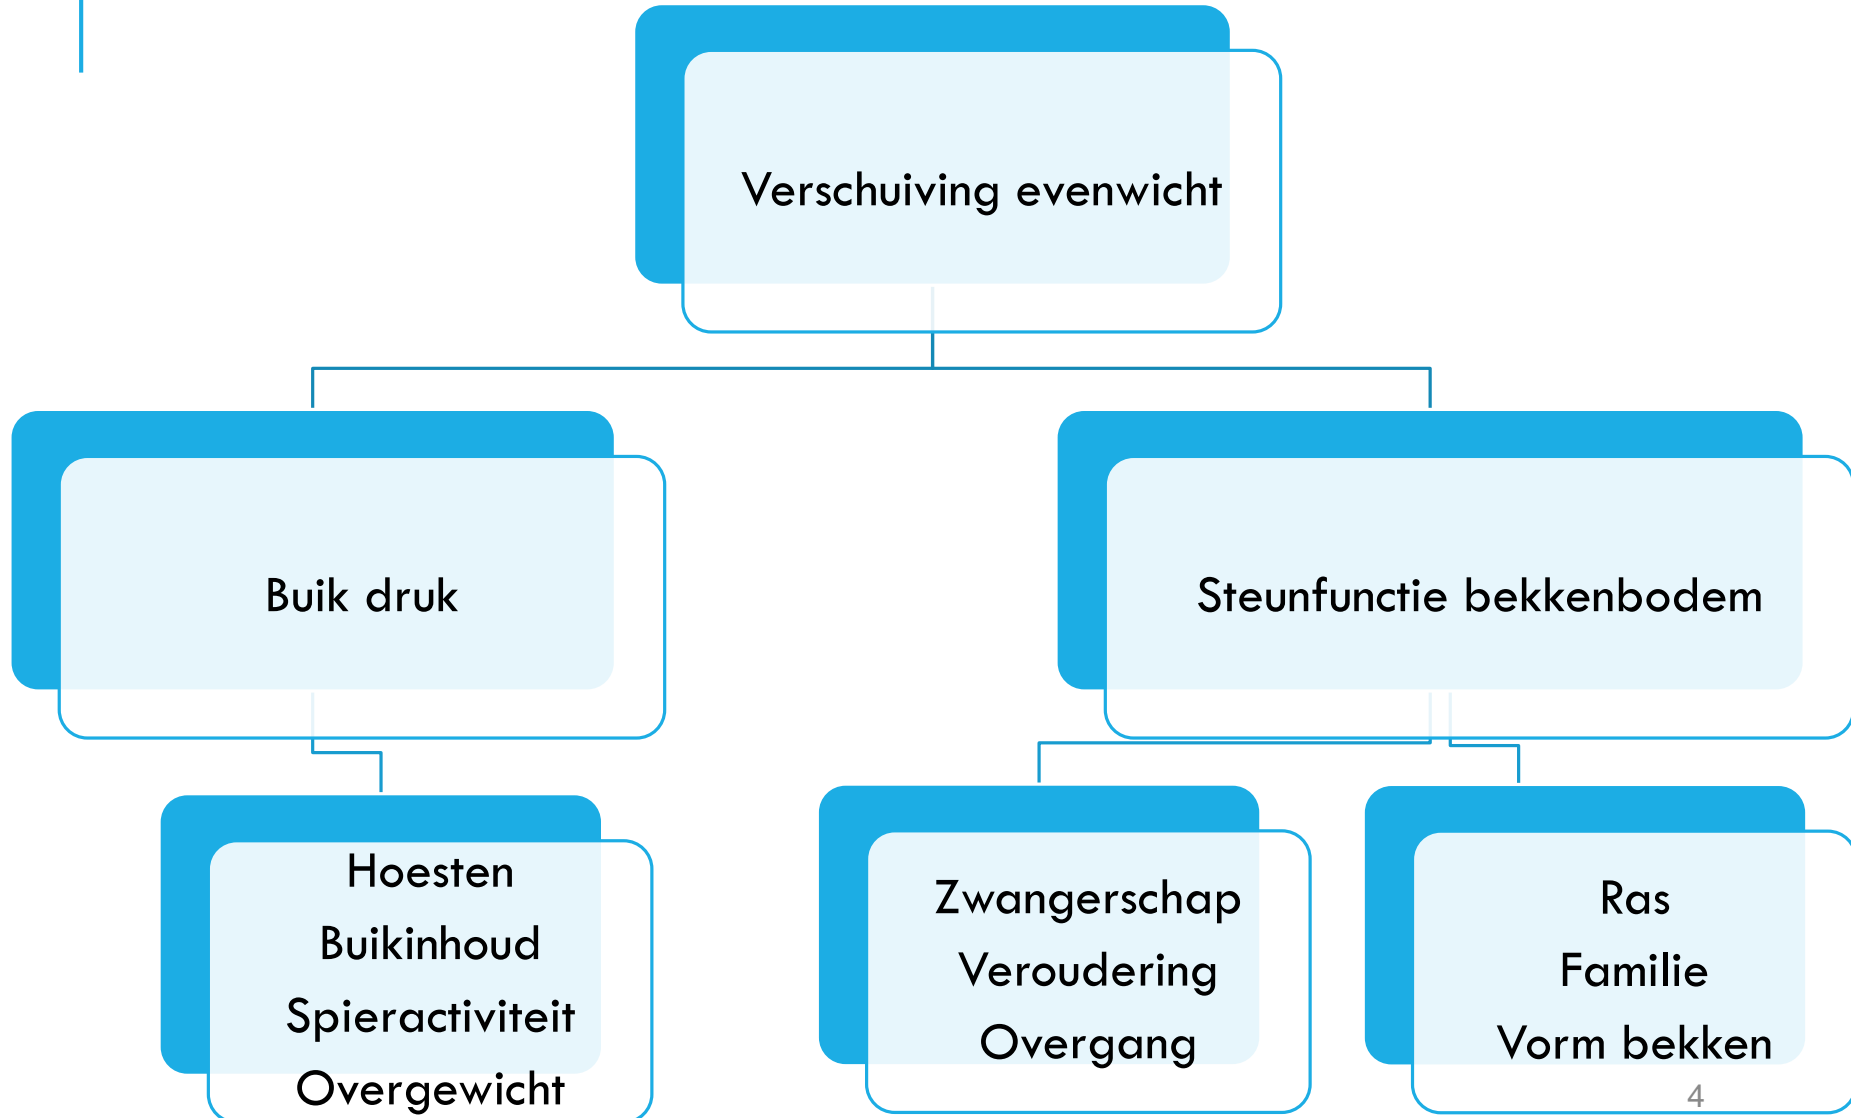 Verschuiving evenwicht
Buik druk
Steunfunctie bekkenbodem
Hoesten
Buikinhoud
Spieractiviteit
Overgewicht
Zwangerschap
Veroudering
Overgang
Ras
Familie
Vorm bekken
4